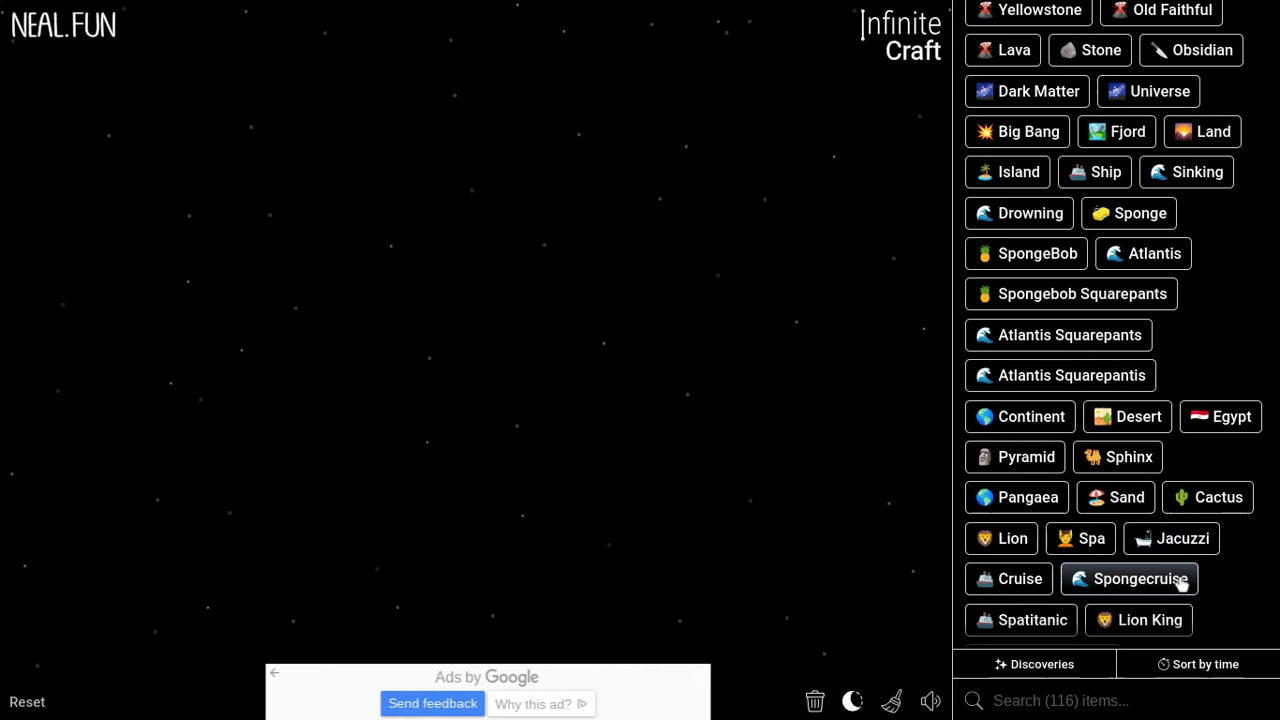 NEAL.FUN
Infinite
Craft
Yellowstone
Old Faithful
Lava
Stone
Obsidian
Dark Matter
Universe
Big Bang
Fjord
Land
Island
Ship
Sinking
Drowning
Sponge
SpongeBob
Atlantis
Spongebob Squarepants
Atlantis Squarepants
Atlantis Squarepantis
Continent
Desert
Egypt
Pyramid
Sphinx
Pangaea
Sand
Cactus
Lion
Spa
Jacuzzi
Cruise
Spongecruise
Spatitanic
Lion King
Discoveries
Sort by time
Search (116) items...
Ads by Google
Send feedback
Why this ad?
Reset